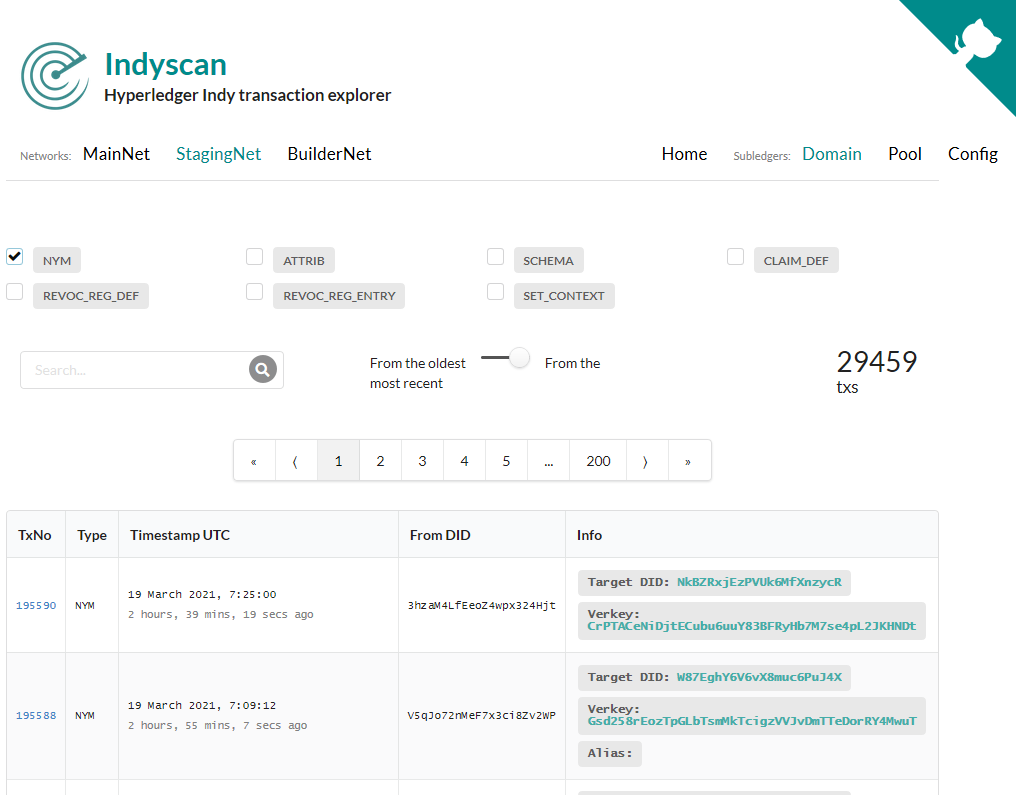 Indyscan
Hyperledger Indy transaction explorer
Networks: MainNet StagingNet BuilderNet Home Subledgers: Domain Pool Config
NYM ATTRIB SCHEMA CLAIM_DEF
REVOC_REG_DEF REVOC_REG_ENTRY SET_CONTEXT
Search...
From the oldest From the
most recent
29459
txs
« ⟨ 1 2 3 4 5 ... 200 ⟩ »
TxNo Type Timestamp UTC From DID Info
195590 NYM
19 March 2021, 7:25:00
2 hours, 39 mins, 19 secs ago
3hzaM4LfEeoZ4wpx324Hjt
Target DID: NkBZRxjEzPVUk6MfXnzycR
Verkey:
CrPTACeNiDjtECubu6uuY83BFRyHb7M7se4pL2JKHNDt
195588 NYM
19 March 2021, 7:09:12
2 hours, 55 mins, 7 secs ago
V5qJo72nMeF7x3ci8Zv2WP
Target DID: W87EghY6V6vX8muc6PuJ4X
Verkey:
Gsd258rEozTpGLbTsmMkTcigzVVJvDmTTeDorRY4MwuT
Alias: